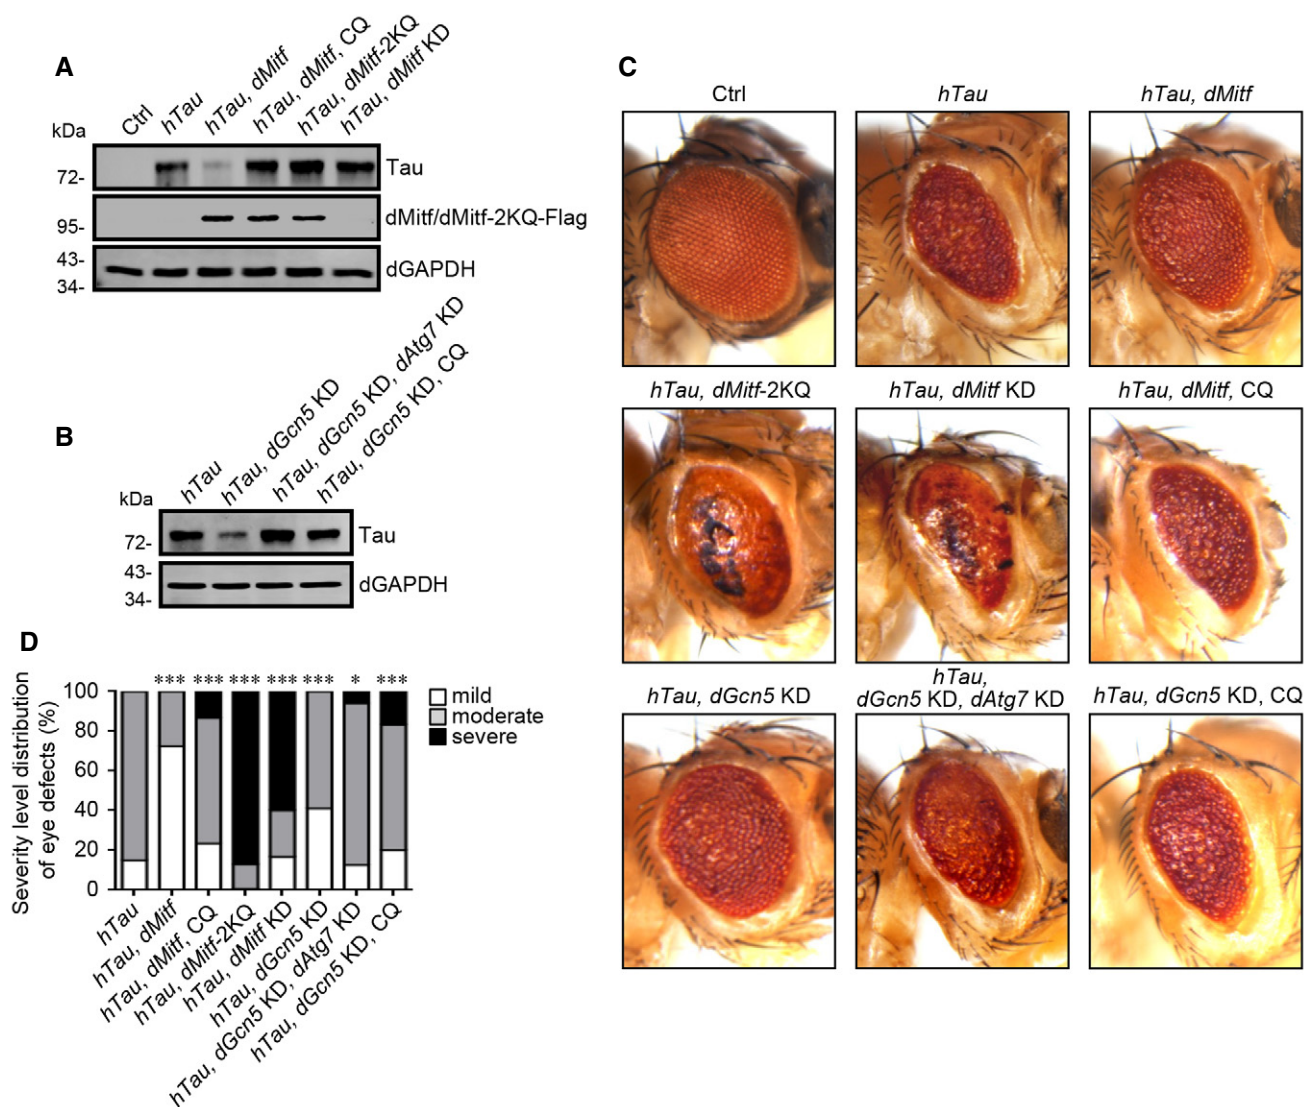 A
Ctrl
hTau
hTau, dMitf
hTau, dMitf, CQ
hTau, dMitf-2KQ
hTau, dMitf KD
kDa
72-
Tau
95-
dMitf/dMitf-2KQ-Flag
43-
34-
dGAPDH
B
hTau
hTau, dGcn5 KD
hTau, dGcn5 KD, dAtg7 KD
hTau, dGcn5 KD, CQ
kDa
72-
Tau
43-
34-
dGAPDH
C
Ctrl
hTau
hTau, dMitf
hTau, dMitf-2KQ
hTau, dMitf KD
hTau, dMitf, CQ
hTau, dGcn5 KD
hTau,
dGcn5 KD, dAtg7 KD
hTau, dGcn5 KD, CQ
D
Severity level distribution
of eye defects (%)
100
80
60
40
20
0
*** *** *** *** *** * ***
mild
moderate
severe
hTau
hTau, dMitf
hTau, dMitf, CQ
hTau, dMitf-2KQ
hTau, dMitf KD
hTau, dGcn5 KD
hTau, dGcn5 KD, dAtg7 KD
hTau, dGcn5 KD, CQ